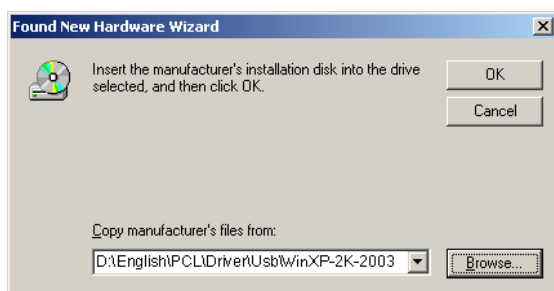 Found New Hardware Wizard
Insert the manufacturer's installation disk into the drive
selected, and then click OK.
OK
Cancel
Copy manufacturer's files from:
D:\English\PCL\Driver\Usb\WinXP-2K-2003
Browse...